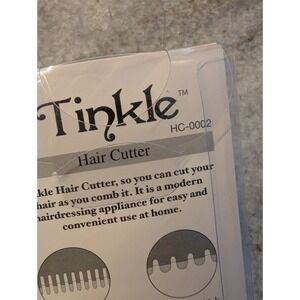 Tinkle™
HC-0002
Hair Cutter
kle Hair Cutter, so you can cut your
hair as you comb it. It is a modern
hairdressing appliance for easy and
convenient use at home.